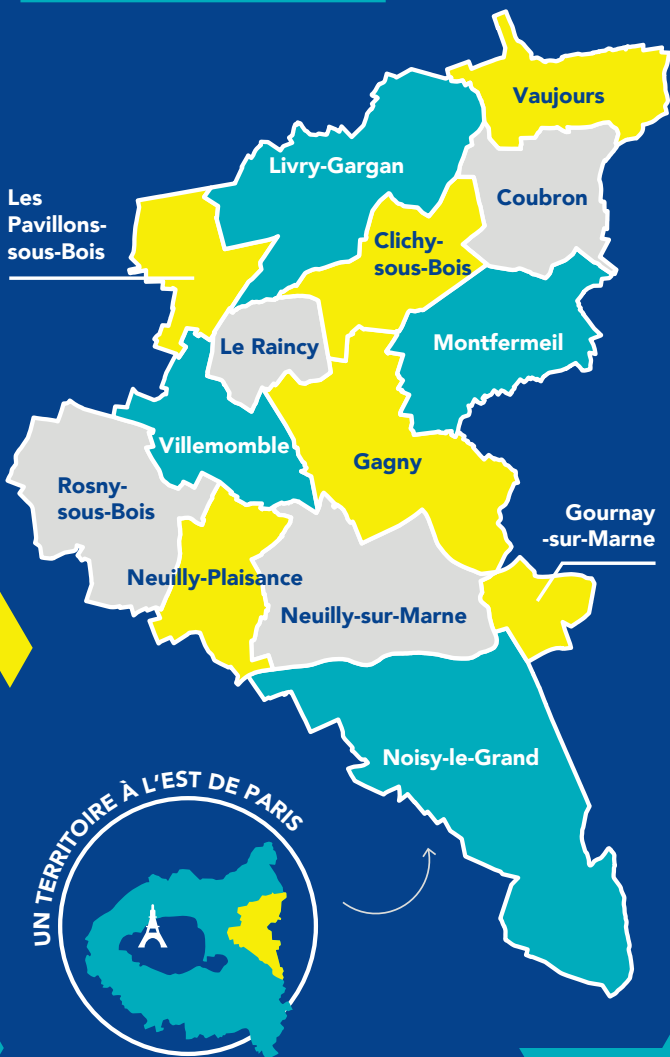 Vaujours
Livry-Gargan
Coubron
Les
Pavillons-
sous-Bois
Clichy-
sous-Bois
Le Raincy
Montfermeil
Villemomble
Gagny
Rosny-
sous-Bois
Gournay
-sur-Marne
Neuilly-Plaisance
Neuilly-sur-Marne
Noisy-le-Grand
UN TERRITOIRE À L'EST DE PARIS